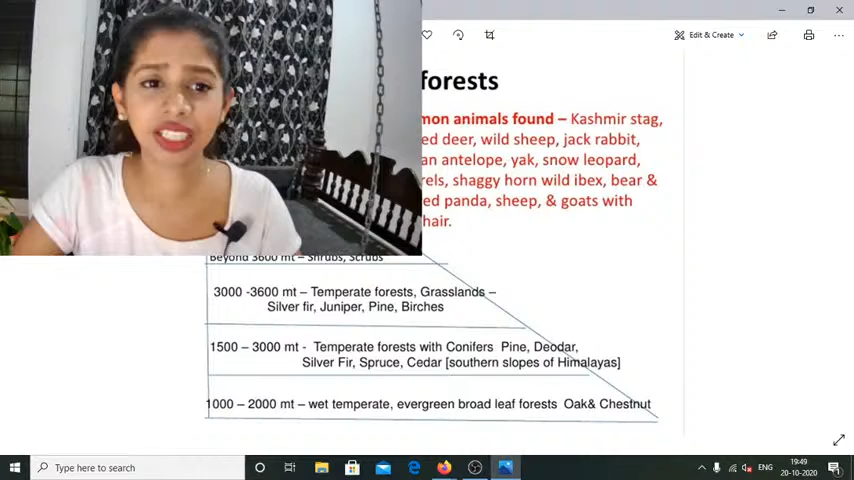 Edit & Create
forests
mon animals found – Kashmir stag,
ed deer, wild sheep, jack rabbit,
an antelope, yak, snow leopard,
rels, shaggy horn wild ibex, bear &
ed panda, sheep, & goats with
hair.
Beyond 3600 mt – Shrubs, Scrubs
3000 -3600 mt – Temperate forests, Grasslands –
Silver fir, Juniper, Pine, Birches
1500 – 3000 mt - Temperate forests with Conifers Pine, Deodar,
Silver Fir, Spruce, Cedar [southern slopes of Himalayas]
1000 – 2000 mt – wet temperate, evergreen broad leaf forests Oak& Chestnut
Type here to search
ENG
19:49
20-10-2020